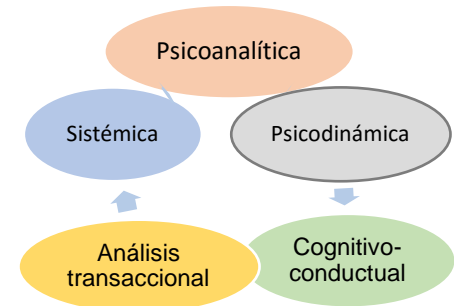 Psicoanalítica
Sistémica
Psicodinámica
Análisis
transaccional
Cognitivo-
conductual